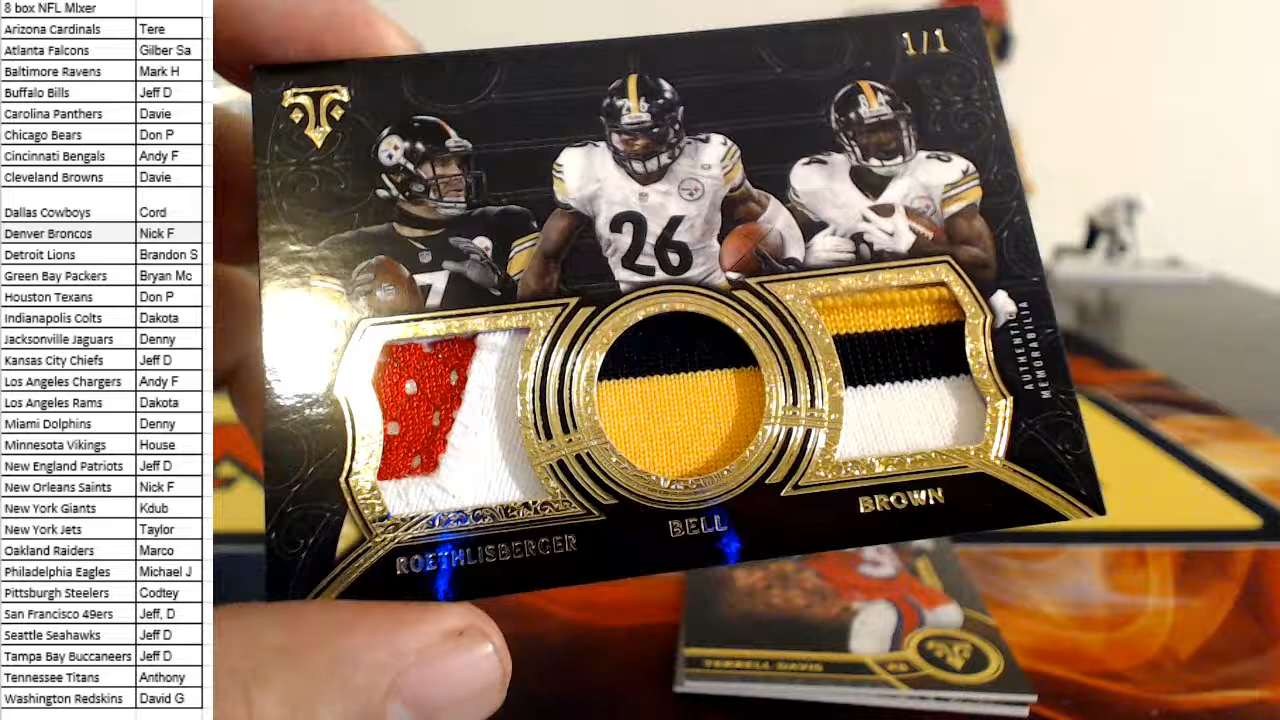 8 box NFL MIxer
Arizona Cardinals Tere
Atlanta Falcons Gilber Sa
Baltimore Ravens Mark H
Buffalo Bills Jeff D
Carolina Panthers Davie
Chicago Bears Don P
Cincinnati Bengals Andy F
Cleveland Browns Davie
Dallas Cowboys Cord
Denver Broncos Nick F
Detroit Lions Brandon S
Green Bay Packers Bryan Mc
Houston Texans Don P
Indianapolis Colts Dakota
Jacksonville Jaguars Denny
Kansas City Chiefs Jeff D
Los Angeles Chargers Andy F
Los Angeles Rams Dakota
Miami Dolphins Denny
Minnesota Vikings House
New England Patriots Jeff D
New Orleans Saints Nick F
New York Giants Kdub
New York Jets Taylor
Oakland Raiders Marco
Philadelphia Eagles Michael J
Pittsburgh Steelers Codtey
San Francisco 49ers Jeff, D
Seattle Seahawks Jeff D
Tampa Bay Buccaneers Jeff D
Tennessee Titans Anthony
Washington Redskins David G
1/1
26
7
26
84
AUTHENTIC
MEMORABILIA
ROETHLISBERGER
BELL
BROWN
TERRELL DAVIS